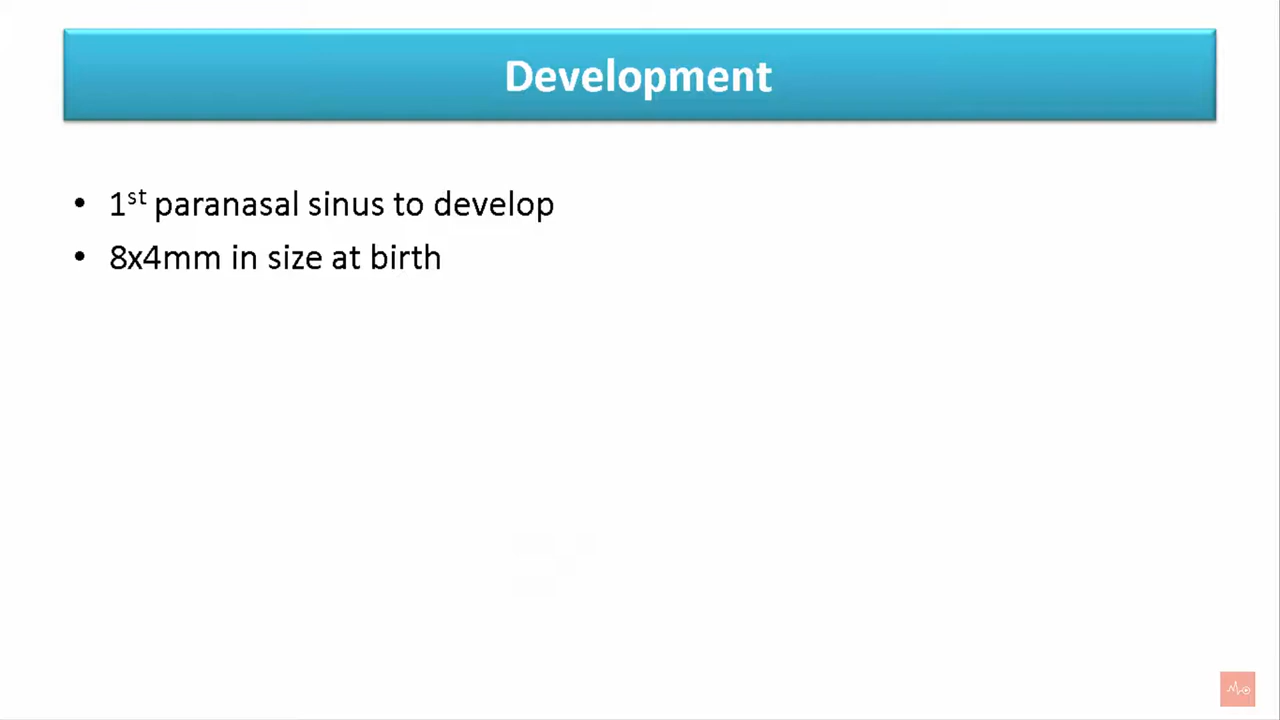 Development
• 1st paranasal sinus to develop
• 8x4mm in size at birth